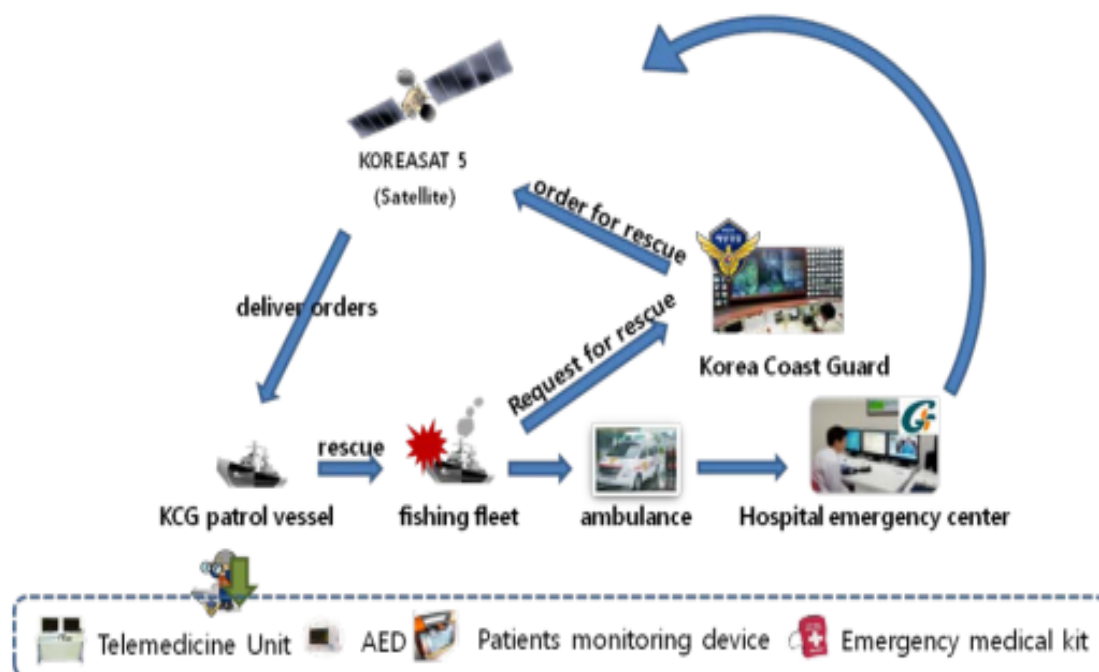 KOREASAT 5
(Satellite)
order for rescue
deliver orders
Request for rescue
Korea Coast Guard
rescue
KCG patrol vessel
fishing fleet
ambulance
Hospital emergency center
Telemedicine Unit
AED
Patients monitoring device
Emergency medical kit